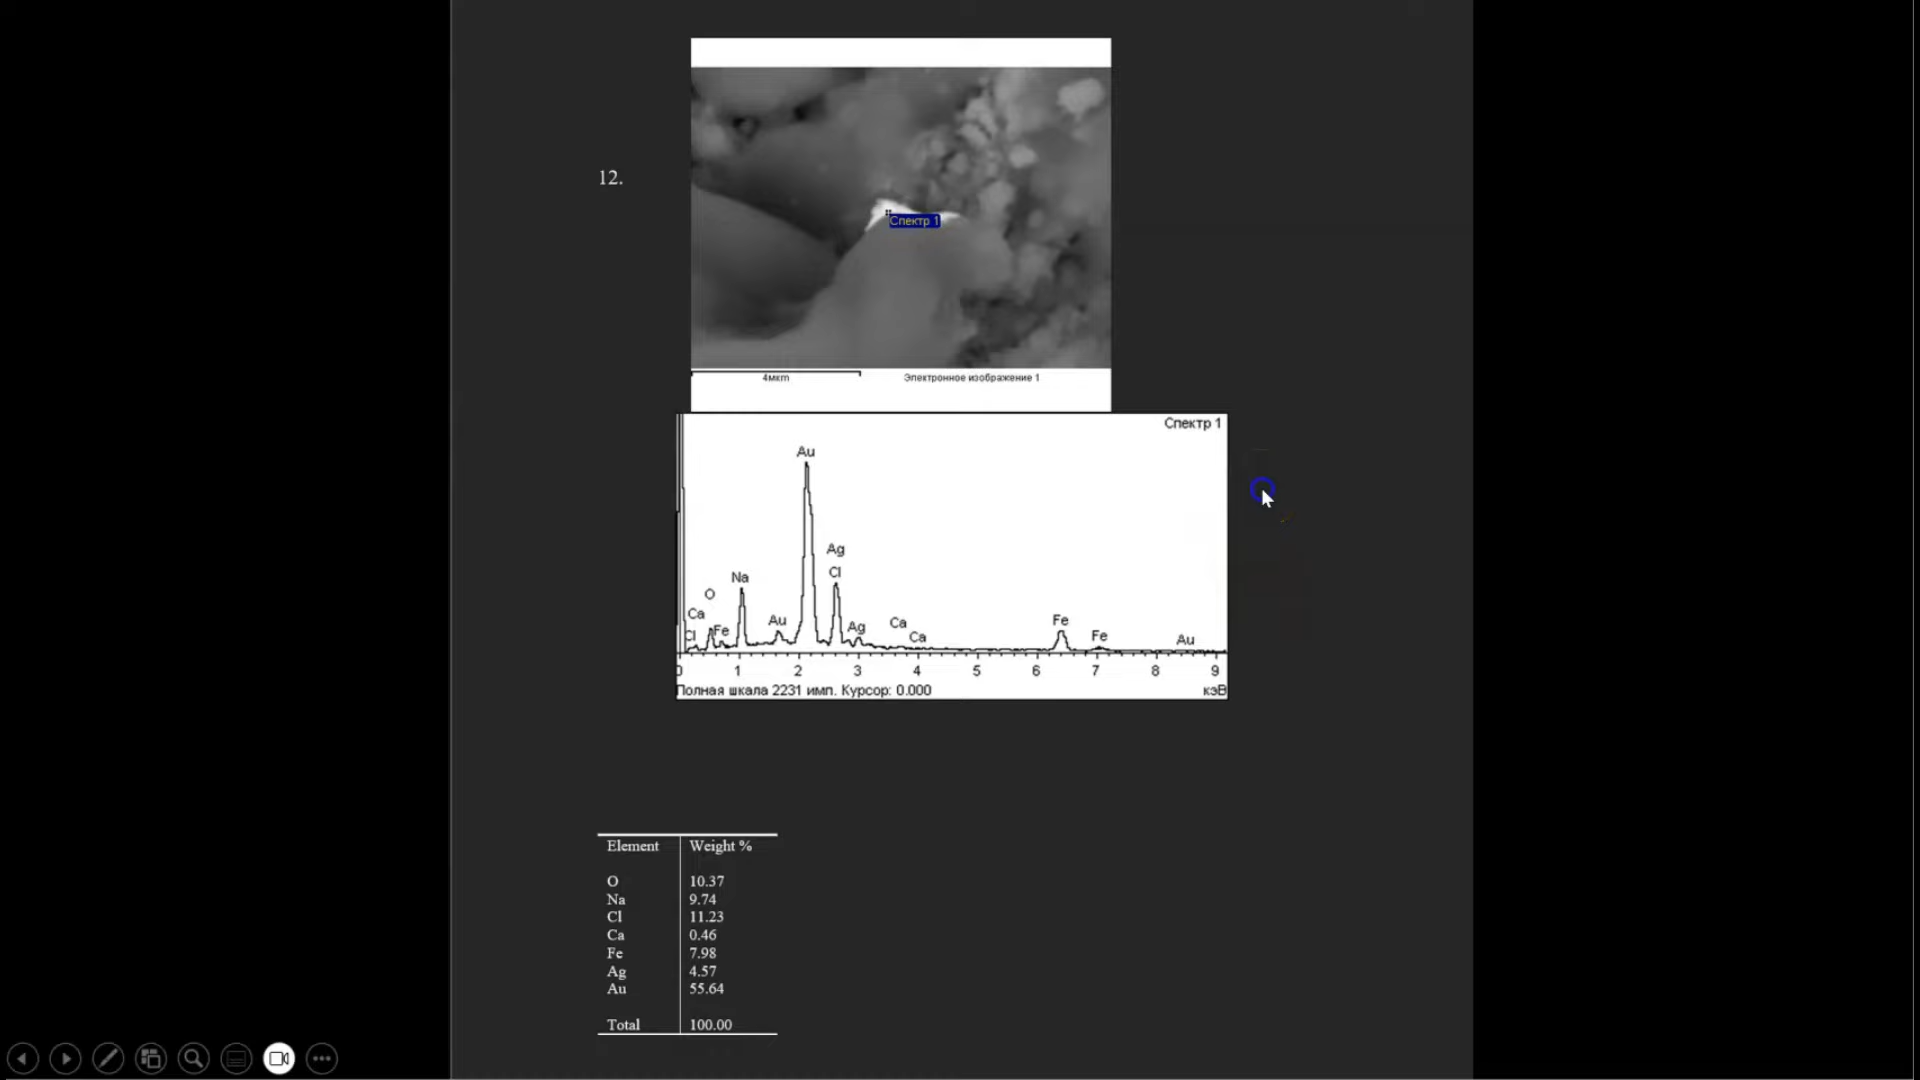 12.
Спектр 1
4мкm
Электронное изображение 1
Спектр 1
Au
Ag
Cl
Na
O
Ca
Cl
Fe
Au
Ag
Ca
Ca
Fe
Fe
Au
0 1 2 3 4 5 6 7 8 9
Полная шкала 2231 имп. Курсор: 0.000 кэВ
Element Weight %
O 10.37
Na 9.74
Cl 11.23
Ca 0.46
Fe 7.98
Ag 4.57
Au 55.64
Total 100.00